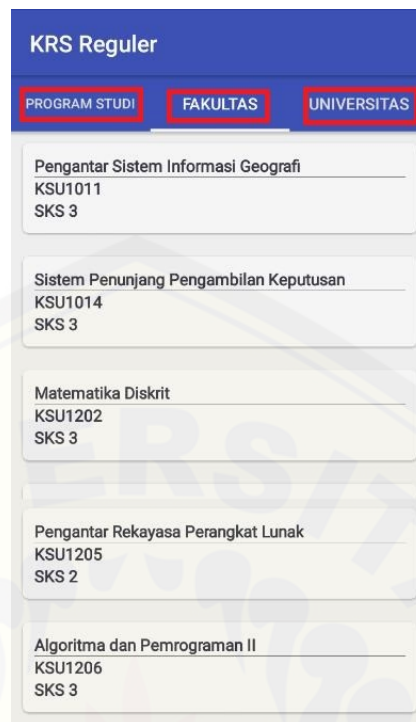 KRS Reguler
PROGRAM STUDI FAKULTAS UNIVERSITAS
Pengantar Sistem Informasi Geografi
KSU1011
SKS 3
Sistem Penunjang Pengambilan Keputusan
KSU1014
SKS 3
Matematika Diskrit
KSU1202
SKS 3
Pengantar Rekayasa Perangkat Lunak
KSU1205
SKS 2
Algoritma dan Pemrograman II
KSU1206
SKS 3